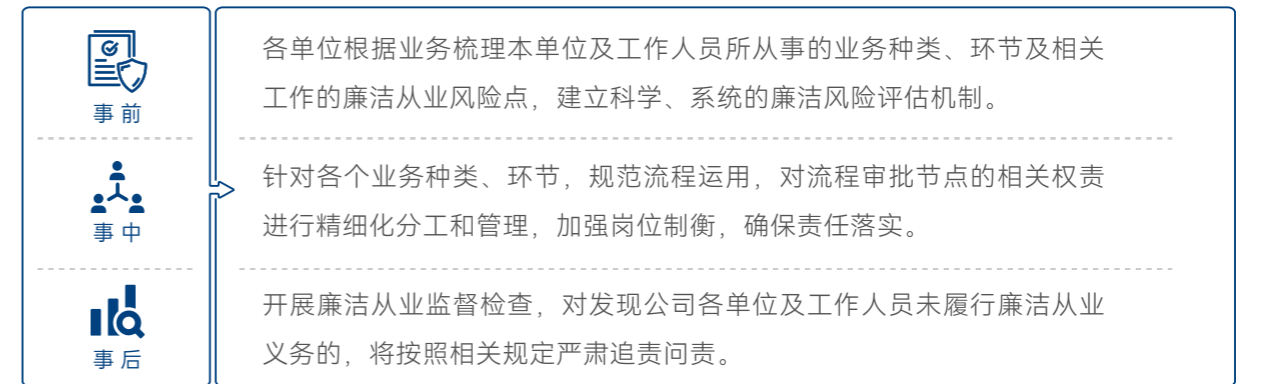 事前
各单位根据业务梳理本单位及工作人员所从事的业务种类、环节及相关
工作的廉洁从业风险点，建立科学、系统的廉洁风险评估机制。
事中
针对各个业务种类、环节，规范流程运用，对流程审批节点的相关权责
进行精细化分工和管理，加强岗位制衡，确保责任落实。
事后
开展廉洁从业监督检查，对发现公司各单位及工作人员未履行廉洁从业
义务的，将按照相关规定严肃追责问责。